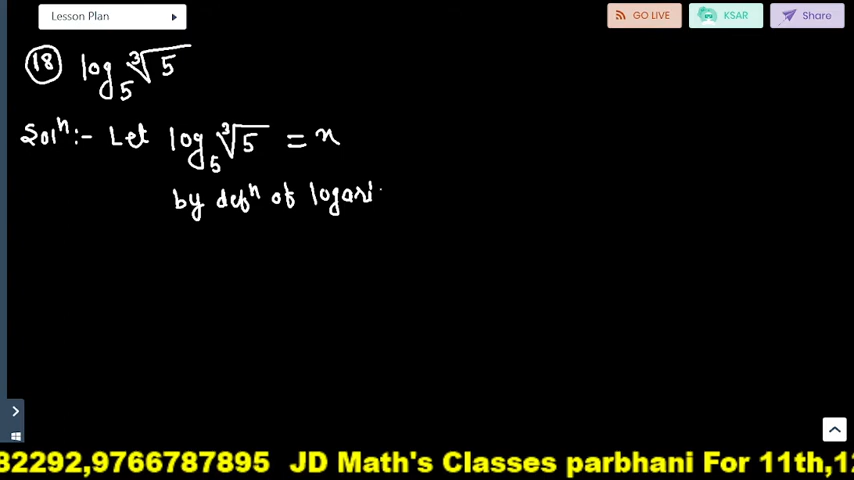 Lesson Plan
GO LIVE
KSAR
Share
(18) log₅ ∛5
Solⁿ:- Let log₅ ∛5 = x
by defⁿ of logari
82292,9766787895 JD Math's Classes parbhani For 11th,12